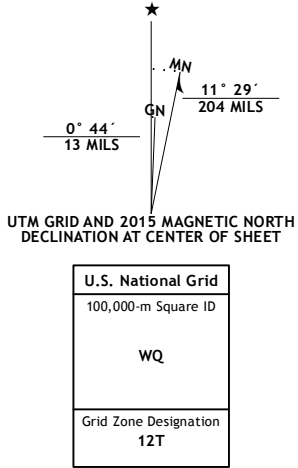 ★
MN
GN
11° 29´
204 MILS
0° 44´
13 MILS
UTM GRID AND 2015 MAGNETIC NORTH
DECLINATION AT CENTER OF SHEET
U.S. National Grid
100,000-m Square ID
WQ
Grid Zone Designation
12T